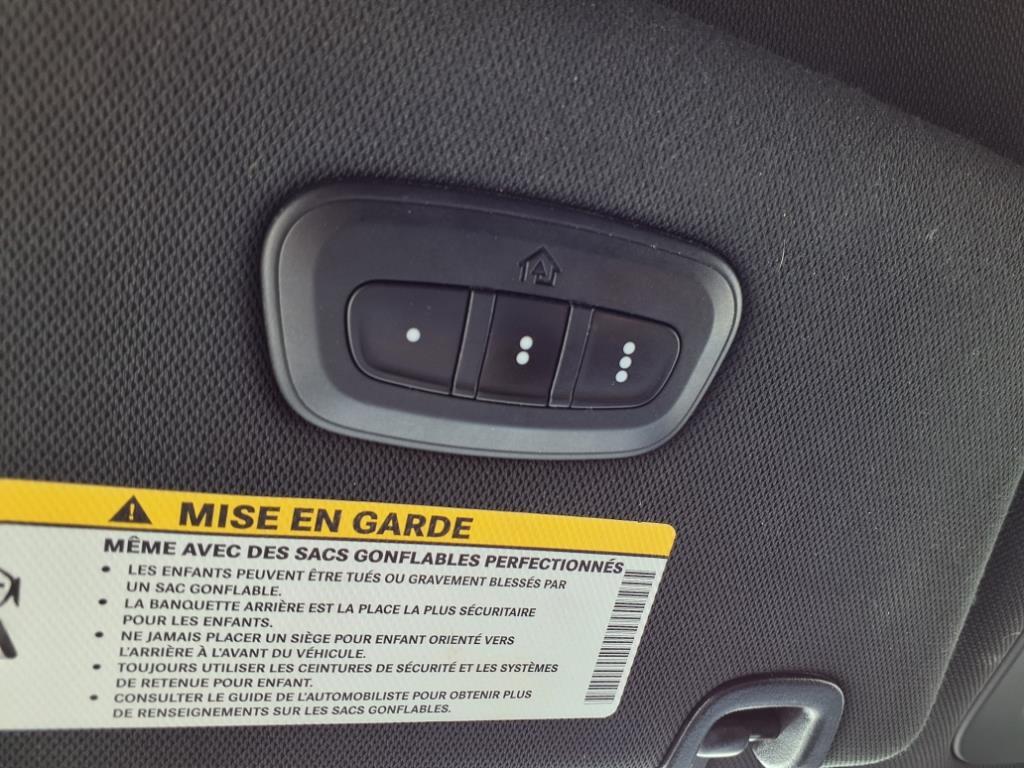 MISE EN GARDE
MÊME AVEC DES SACS GONFLABLES PERFECTIONNÉS
• LES ENFANTS PEUVENT ÊTRE TUÉS OU GRAVEMENT BLESSÉS PAR
UN SAC GONFLABLE.
• LA BANQUETTE ARRIÈRE EST LA PLACE LA PLUS SÉCURITAIRE
POUR LES ENFANTS.
• NE JAMAIS PLACER UN SIÈGE POUR ENFANT ORIENTÉ VERS
L'ARRIÈRE À L'AVANT DU VÉHICULE.
• TOUJOURS UTILISER LES CEINTURES DE SÉCURITÉ ET LES SYSTÈMES
DE RETENUE POUR ENFANT.
• CONSULTER LE GUIDE DE L'AUTOMOBILISTE POUR OBTENIR PLUS
DE RENSEIGNEMENTS SUR LES SACS GONFLABLES.